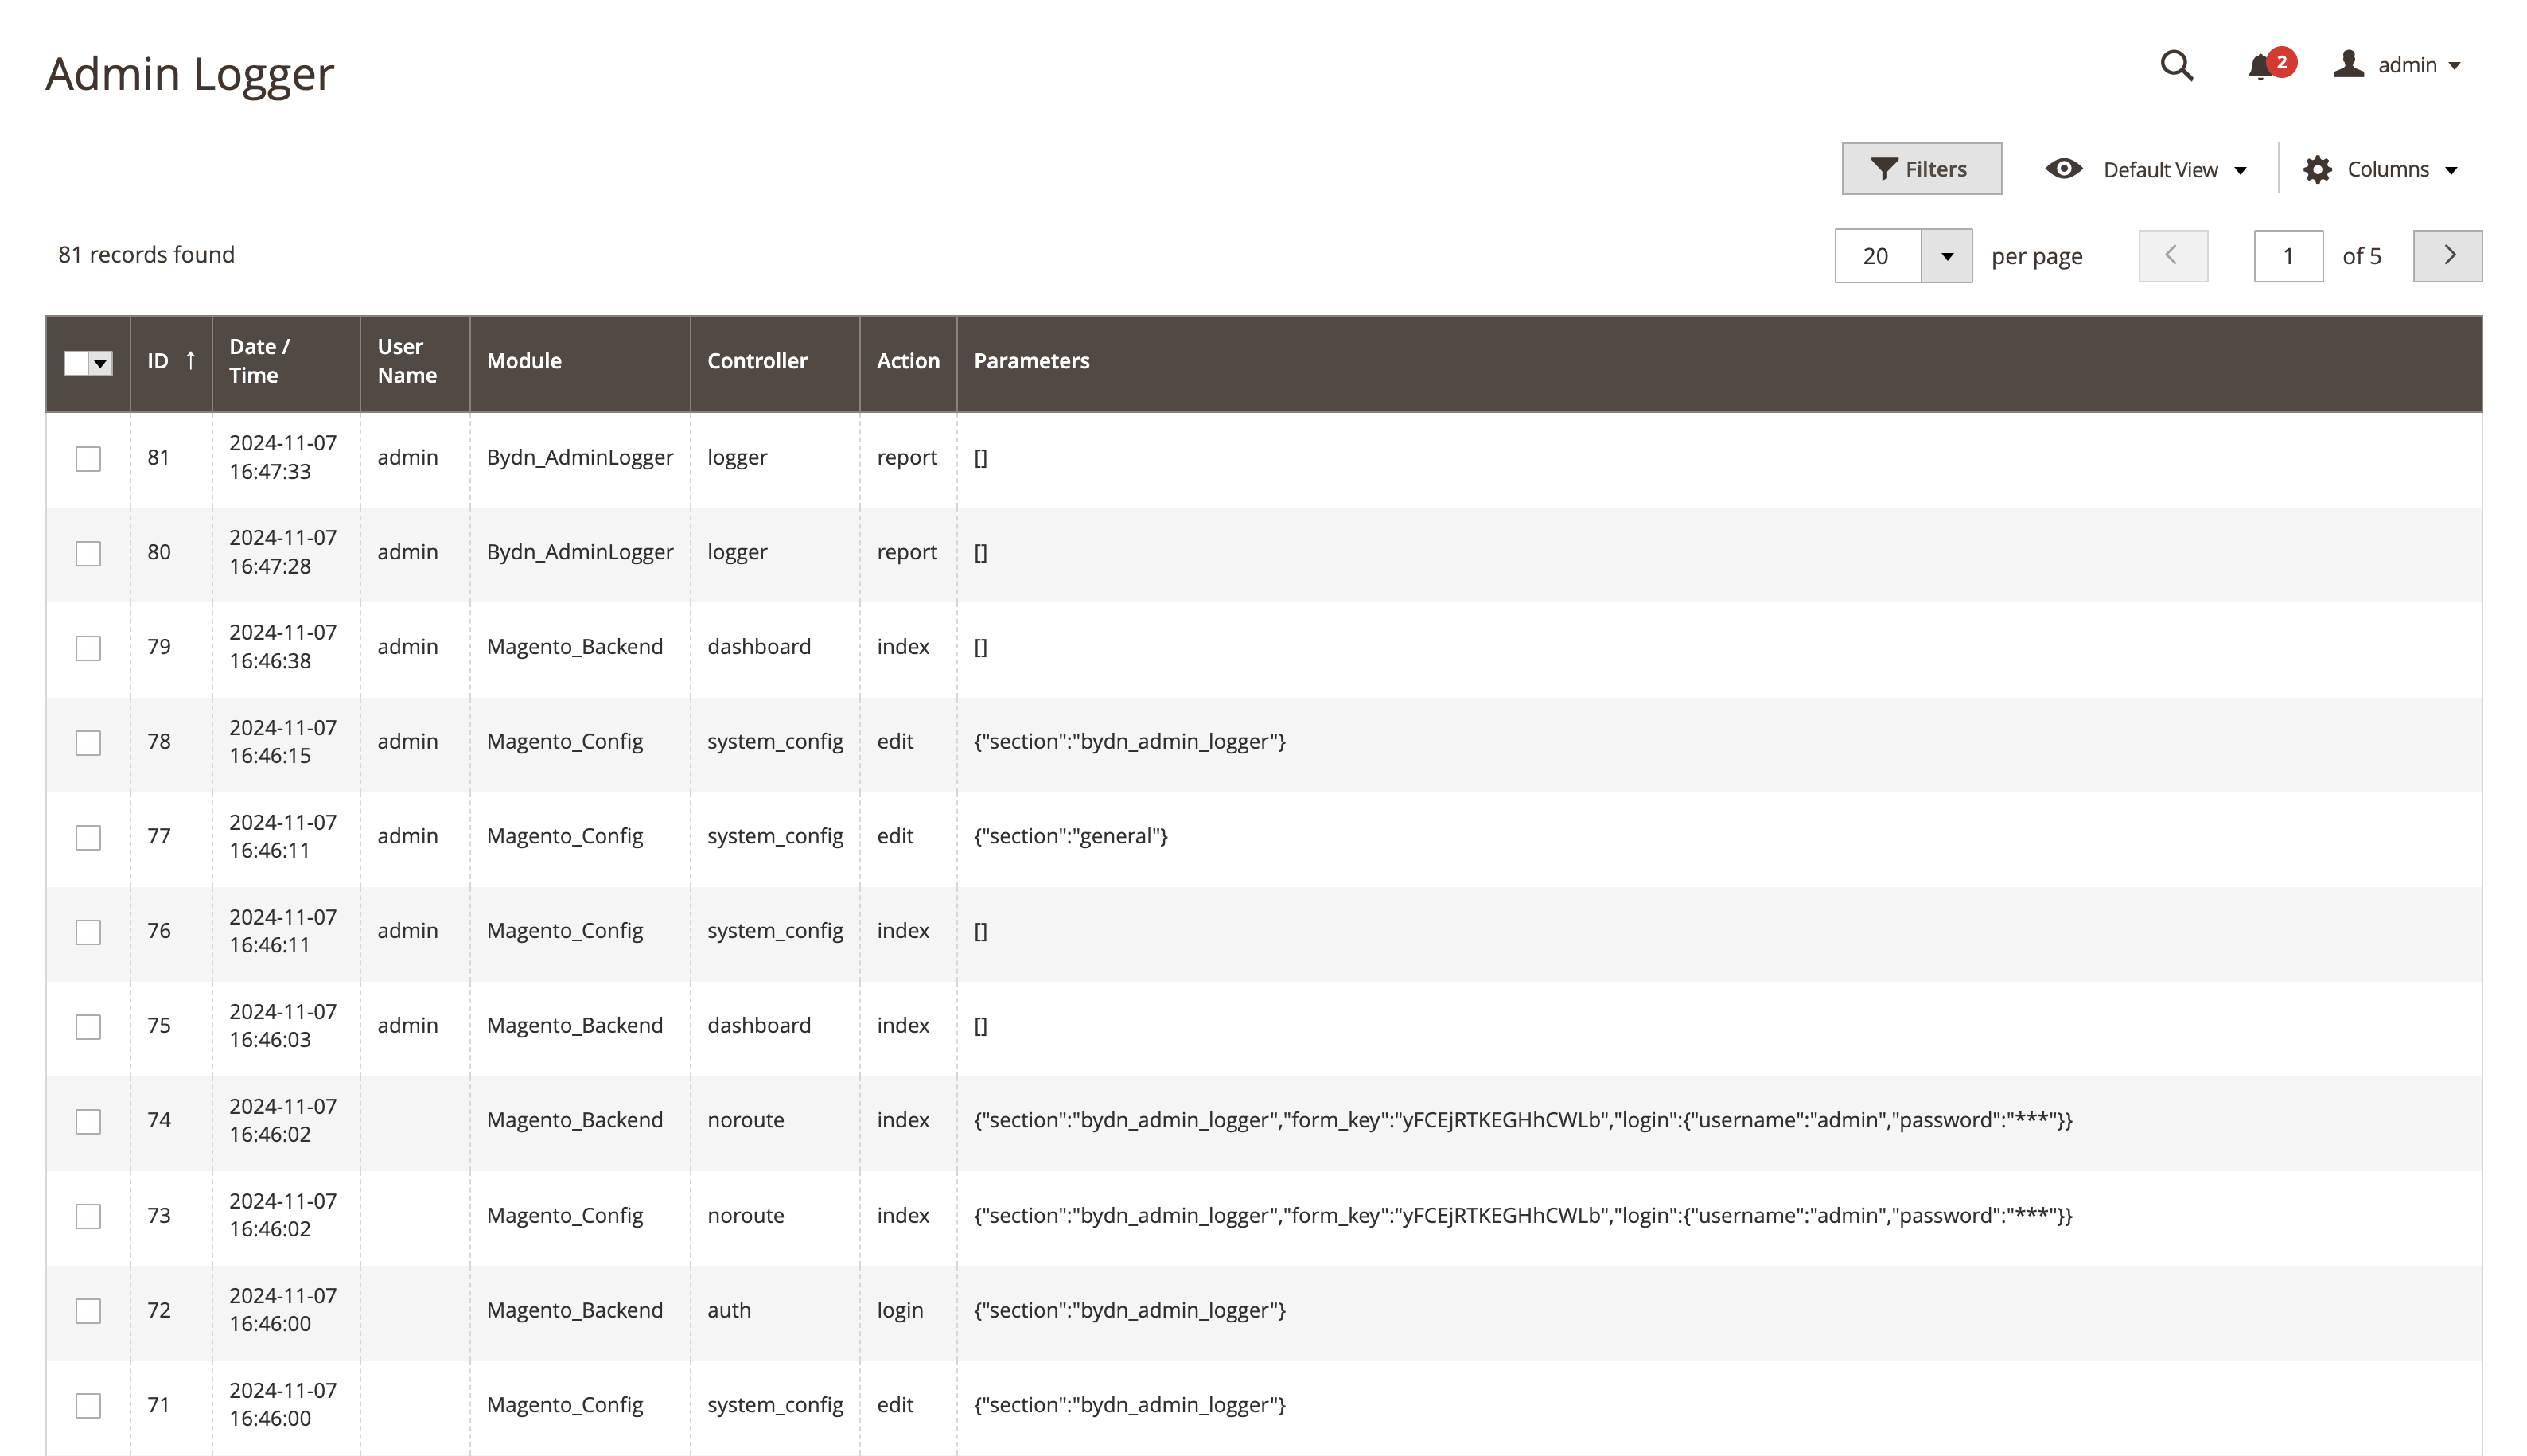 Admin Logger
2
admin
Filters
Default View
Columns
81 records found
20
per page
1
of 5
ID ↑ Date / Time User Name Module Controller Action Parameters
81 2024-11-07 16:47:33 admin Bydn_AdminLogger logger report []
80 2024-11-07 16:47:28 admin Bydn_AdminLogger logger report []
79 2024-11-07 16:46:38 admin Magento_Backend dashboard index []
78 2024-11-07 16:46:15 admin Magento_Config system_config edit {"section":"bydn_admin_logger"}
77 2024-11-07 16:46:11 admin Magento_Config system_config edit {"section":"general"}
76 2024-11-07 16:46:11 admin Magento_Config system_config index []
75 2024-11-07 16:46:03 admin Magento_Backend dashboard index []
74 2024-11-07 16:46:02 Magento_Backend noroute index {"section":"bydn_admin_logger","form_key":"yFCEjRTKEGHhCWLb","login":{"username":"admin","password":"***"}}
73 2024-11-07 16:46:02 Magento_Config noroute index {"section":"bydn_admin_logger","form_key":"yFCEjRTKEGHhCWLb","login":{"username":"admin","password":"***"}}
72 2024-11-07 16:46:00 Magento_Backend auth login {"section":"bydn_admin_logger"}
71 2024-11-07 16:46:00 Magento_Config system_config edit {"section":"bydn_admin_logger"}